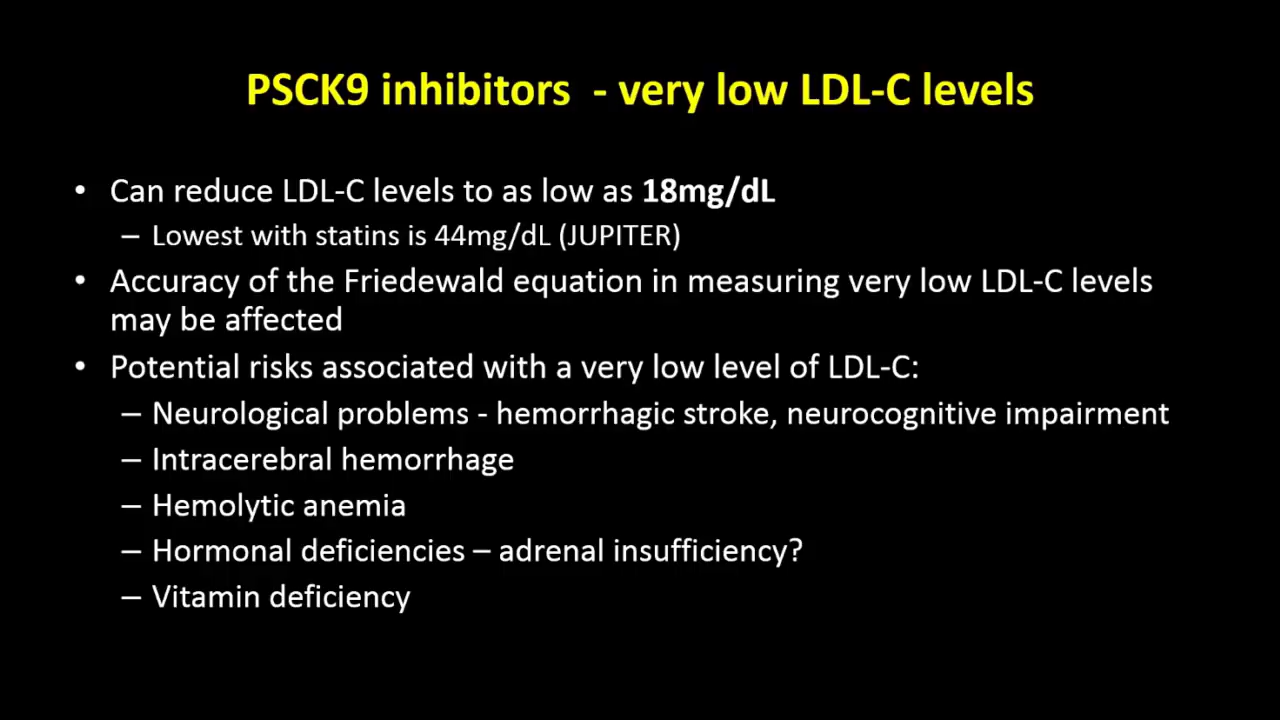 PSCK9 inhibitors - very low LDL-C levels
• Can reduce LDL-C levels to as low as 18mg/dL
– Lowest with statins is 44mg/dL (JUPITER)
• Accuracy of the Friedewald equation in measuring very low LDL-C levels
may be affected
• Potential risks associated with a very low level of LDL-C:
– Neurological problems - hemorrhagic stroke, neurocognitive impairment
– Intracerebral hemorrhage
– Hemolytic anemia
– Hormonal deficiencies – adrenal insufficiency?
– Vitamin deficiency